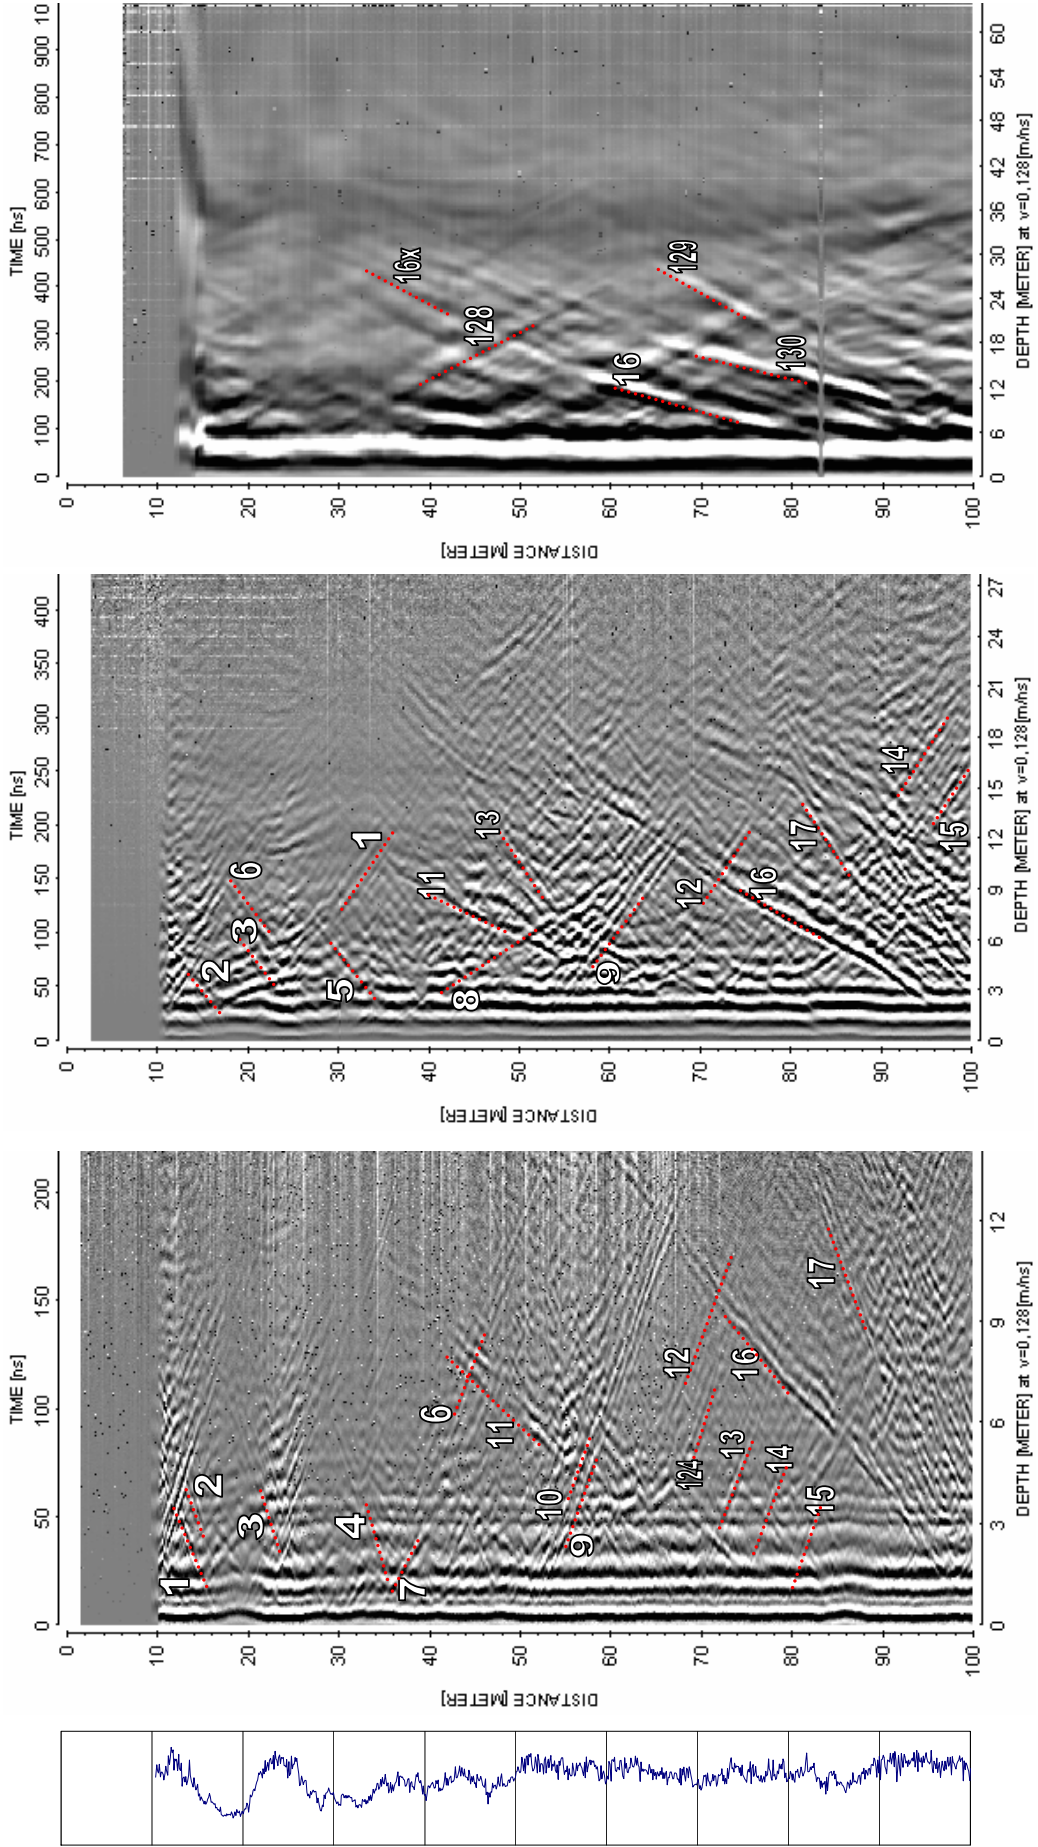 TIME [ns]
0 100 200 300 400 500 600 700 800 900 10
16x
129
128
130
16
0 6 12 18 24 30 36 42 48 54 60
DEPTH [METER] at v=0,128[m/ns]
0 10 20 30 40 50 60 70 80 90 100
DISTANCE [METER]
TIME [ns]
0 50 100 150 200 250 300 350 400
6
1
13
17
14
11
12
16
15
2
3
5
8
9
0 3 6 9 12 15 18 21 24 27
DEPTH [METER] at v=0,128[m/ns]
0 10 20 30 40 50 60 70 80 90 100
DISTANCE [METER]
TIME [ns]
0 50 100 150 200
17
12
16
6
11
13
124
14
2
10
15
3
4
9
1
7
0 3 6 9 12
DEPTH [METER] at v=0,128[m/ns]
0 10 20 30 40 50 60 70 80 90 100
DISTANCE [METER]